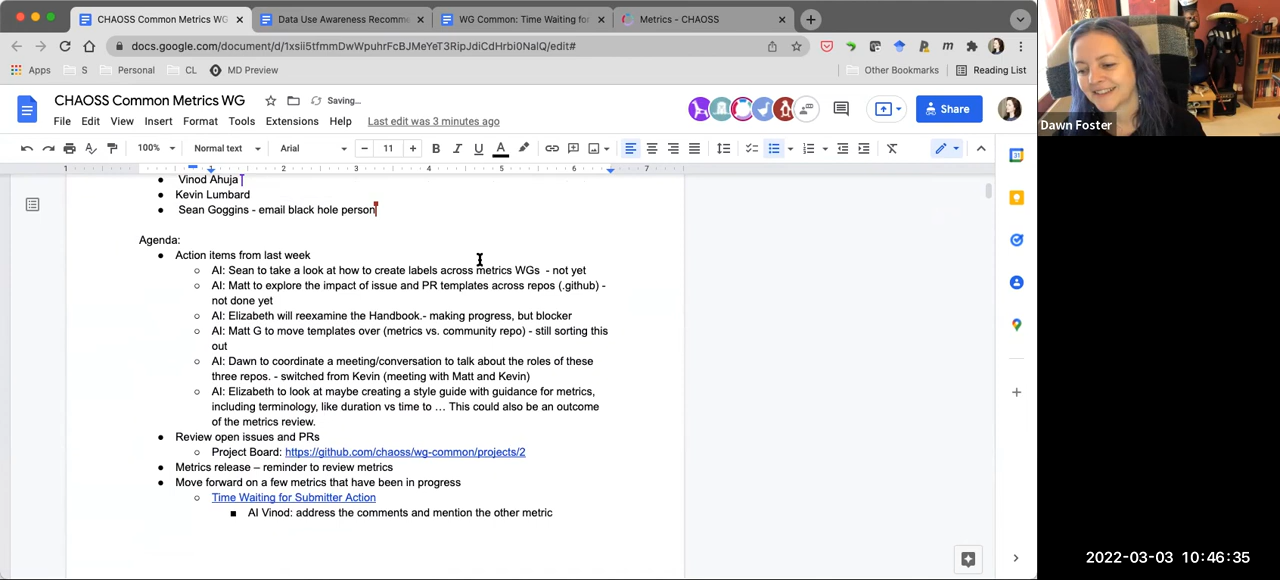 CHAOSS Common Metrics WG
Data Use Awareness Recomme
WG Common: Time Waiting for
Metrics - CHAOSS
docs.google.com/document/d/1xsii5tfmmDwWpuhrFcBJMeYeT3RipJdiCdHrbi0NalQ/edit#
Apps
S
Personal
CL
MD Preview
Other Bookmarks
Reading List
CHAOSS Common Metrics WG
Saving...
File Edit View Insert Format Tools Extensions Help
Last edit was 3 minutes ago
Share
Dawn Foster
100%
Normal text
Arial
11
B I U A
1 1 2 3 4 5 6 7
Vinod Ahuja
Kevin Lumbard
Sean Goggins - email black hole person
Agenda:
Action items from last week
AI: Sean to take a look at how to create labels across metrics WGs - not yet
AI: Matt to explore the impact of issue and PR templates across repos (.github) -
not done yet
AI: Elizabeth will reexamine the Handbook.- making progress, but blocker
AI: Matt G to move templates over (metrics vs. community repo) - still sorting this
out
AI: Dawn to coordinate a meeting/conversation to talk about the roles of these
three repos. - switched from Kevin (meeting with Matt and Kevin)
AI: Elizabeth to look at maybe creating a style guide with guidance for metrics,
including terminology, like duration vs time to … This could also be an outcome
of the metrics review.
Review open issues and PRs
Project Board: https://github.com/chaoss/wg-common/projects/2
Metrics release – reminder to review metrics
Move forward on a few metrics that have been in progress
Time Waiting for Submitter Action
AI Vinod: address the comments and mention the other metric
2022-03-03 10:46:35